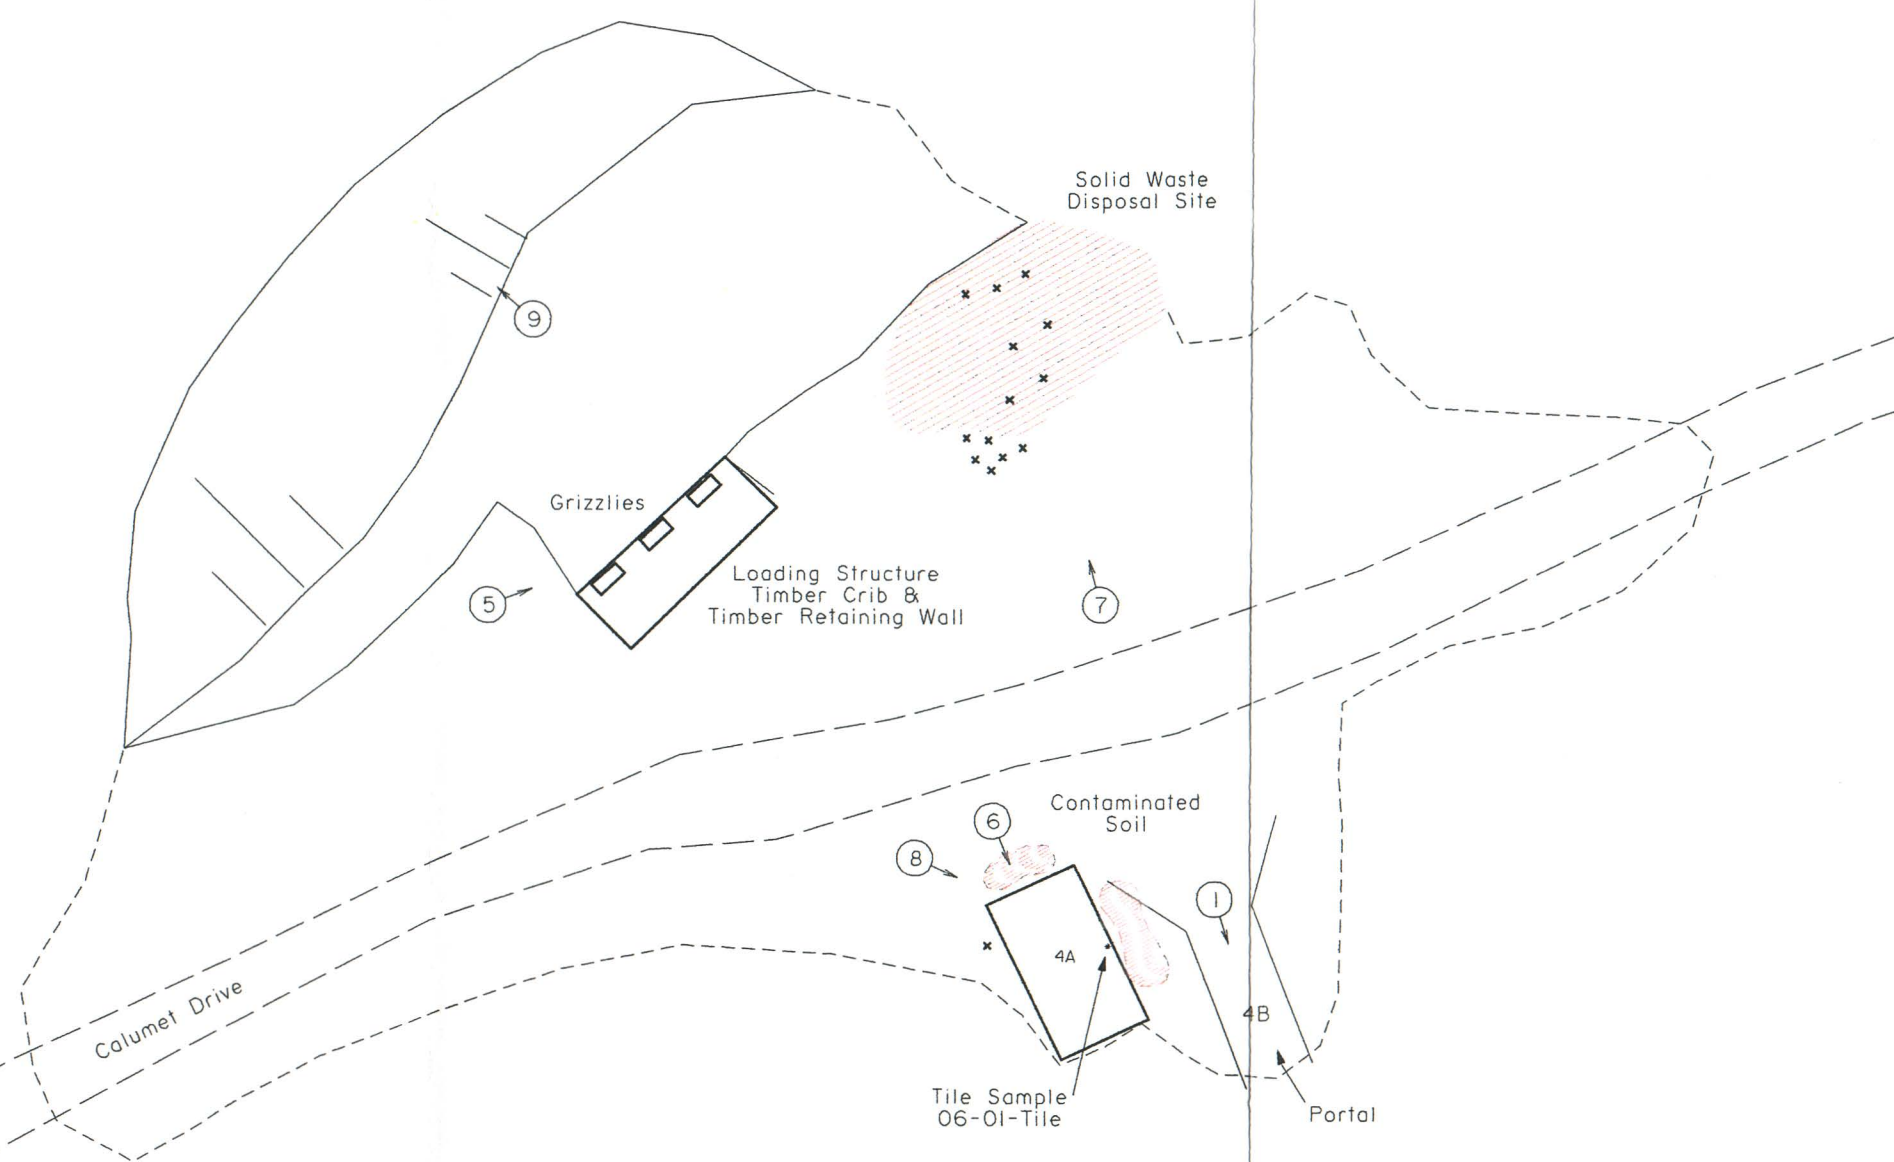 Solid Waste
Disposal Site
9
Grizzlies
5
Loading Structure
Timber Crib &
Timber Retaining Wall
7
Contaminated
Soil
6
8
1
4A
4B
Calumet Drive
Tile Sample
06-01-Tile
Portal